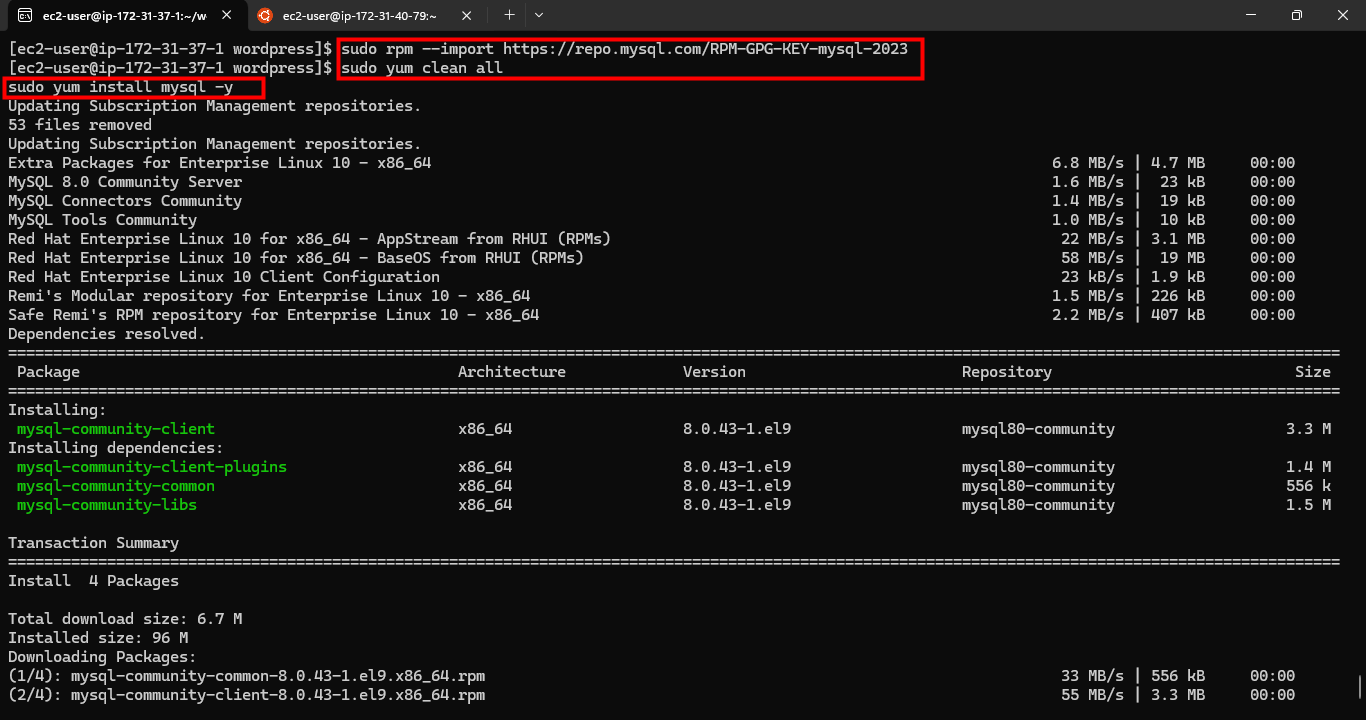 ec2-user@ip-172-31-37-1:~/w
ec2-user@ip-172-31-40-79:~
[ec2-user@ip-172-31-37-1 wordpress]$ sudo rpm --import https://repo.mysql.com/RPM-GPG-KEY-mysql-2023
[ec2-user@ip-172-31-37-1 wordpress]$ sudo yum clean all
sudo yum install mysql -y
Updating Subscription Management repositories.
53 files removed
Updating Subscription Management repositories.
Extra Packages for Enterprise Linux 10 - x86_64 6.8 MB/s | 4.7 MB 00:00
MySQL 8.0 Community Server 1.6 MB/s | 23 kB 00:00
MySQL Connectors Community 1.4 MB/s | 19 kB 00:00
MySQL Tools Community 1.0 MB/s | 10 kB 00:00
Red Hat Enterprise Linux 10 for x86_64 - AppStream from RHUI (RPMs) 22 MB/s | 3.1 MB 00:00
Red Hat Enterprise Linux 10 for x86_64 - BaseOS from RHUI (RPMs) 58 MB/s | 19 MB 00:00
Red Hat Enterprise Linux 10 Client Configuration 23 kB/s | 1.9 kB 00:00
Remi's Modular repository for Enterprise Linux 10 - x86_64 1.5 MB/s | 226 kB 00:00
Safe Remi's RPM repository for Enterprise Linux 10 - x86_64 2.2 MB/s | 407 kB 00:00
Dependencies resolved.
Package Architecture Version Repository Size
Installing:
mysql-community-client x86_64 8.0.43-1.el9 mysql80-community 3.3 M
Installing dependencies:
mysql-community-client-plugins x86_64 8.0.43-1.el9 mysql80-community 1.4 M
mysql-community-common x86_64 8.0.43-1.el9 mysql80-community 556 k
mysql-community-libs x86_64 8.0.43-1.el9 mysql80-community 1.5 M
Transaction Summary
Install 4 Packages
Total download size: 6.7 M
Installed size: 96 M
Downloading Packages:
(1/4): mysql-community-common-8.0.43-1.el9.x86_64.rpm 33 MB/s | 556 kB 00:00
(2/4): mysql-community-client-8.0.43-1.el9.x86_64.rpm 55 MB/s | 3.3 MB 00:00